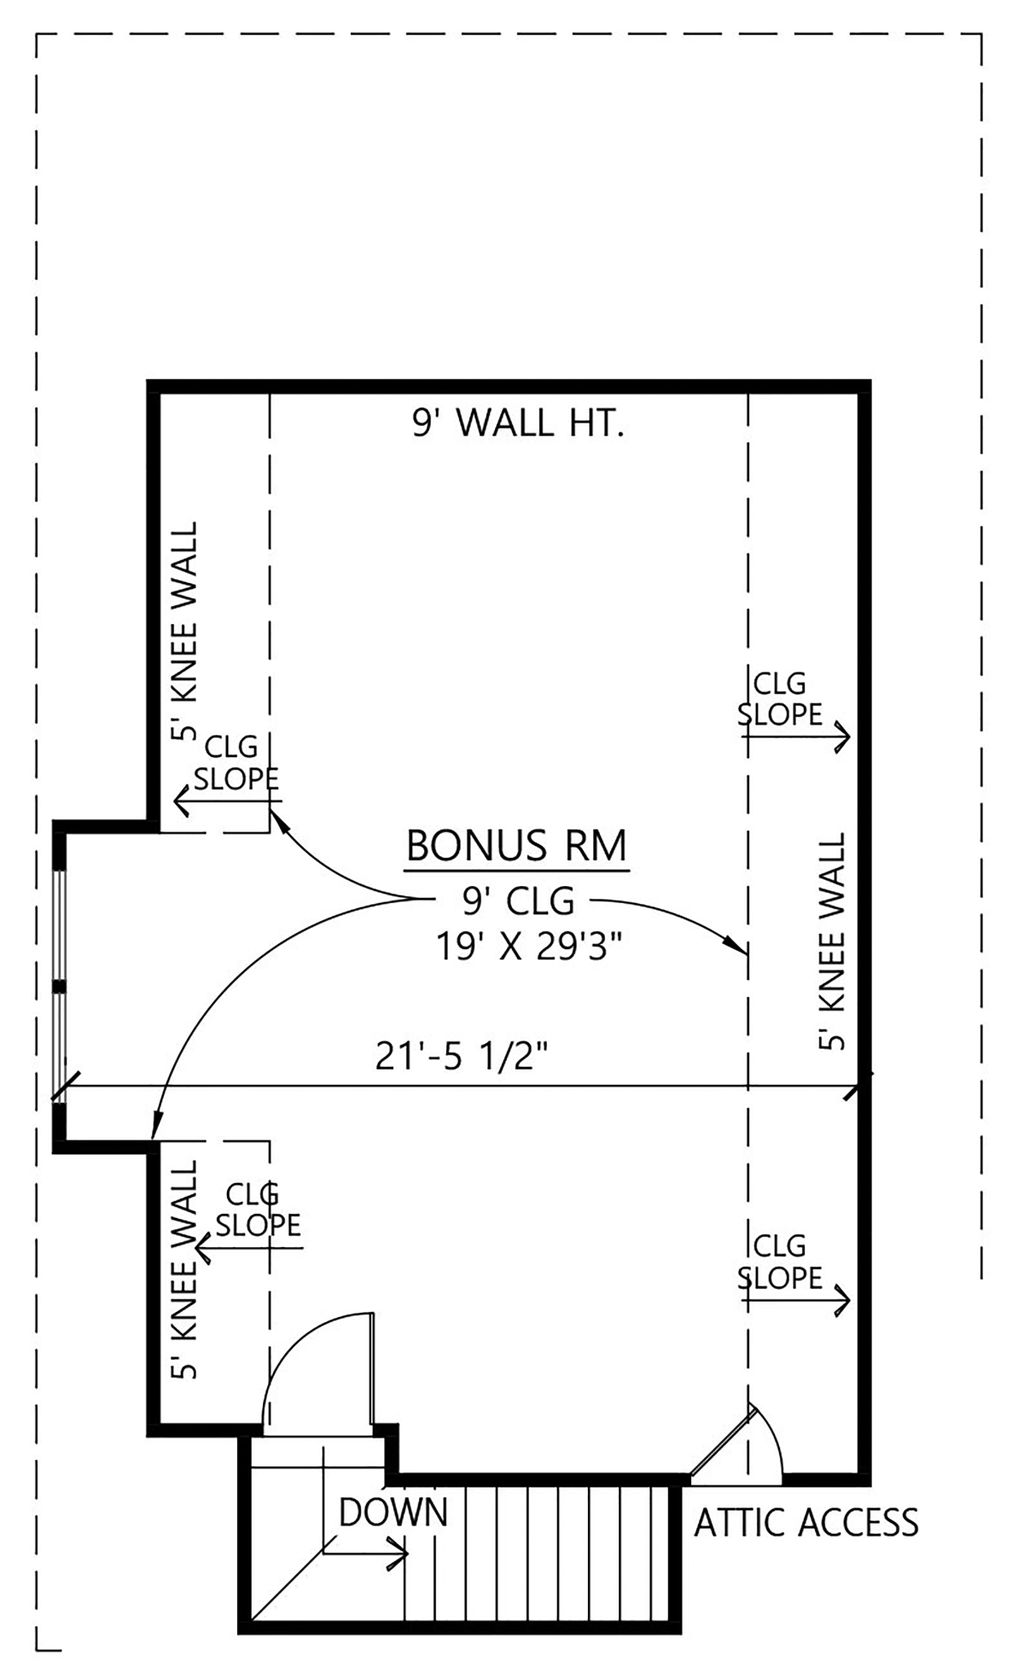 9' WALL HT.
5' KNEE WALL
CLG
SLOPE
CLG
SLOPE
BONUS RM
9' CLG
19' X 29'3"
5' KNEE WALL
21'-5 1/2"
5' KNEE WALL
CLG
SLOPE
CLG
SLOPE
DOWN
ATTIC ACCESS